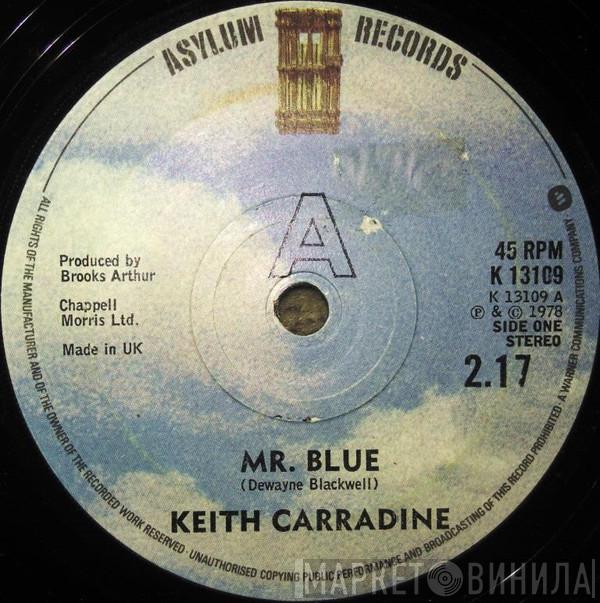 ASYLUM RECORDS
A
Produced by
Brooks Arthur
Chappell
Morris Ltd.
Made in UK
45 RPM
K 13109
K 13109 A
℗ & © 1978
SIDE ONE
STEREO
2.17
MR. BLUE
(Dewayne Blackwell)
KEITH CARRADINE
ALL RIGHTS OF THE MANUFACTURER AND OF THE OWNER OF THE RECORDED WORK RESERVED · UNAUTHORISED COPYING PUBLIC PERFORMANCE AND BROADCASTING OF THIS RECORD PROHIBITED · A WARNER COMMUNICATIONS COMPANY
МАРКЕТ ВИНИЛА